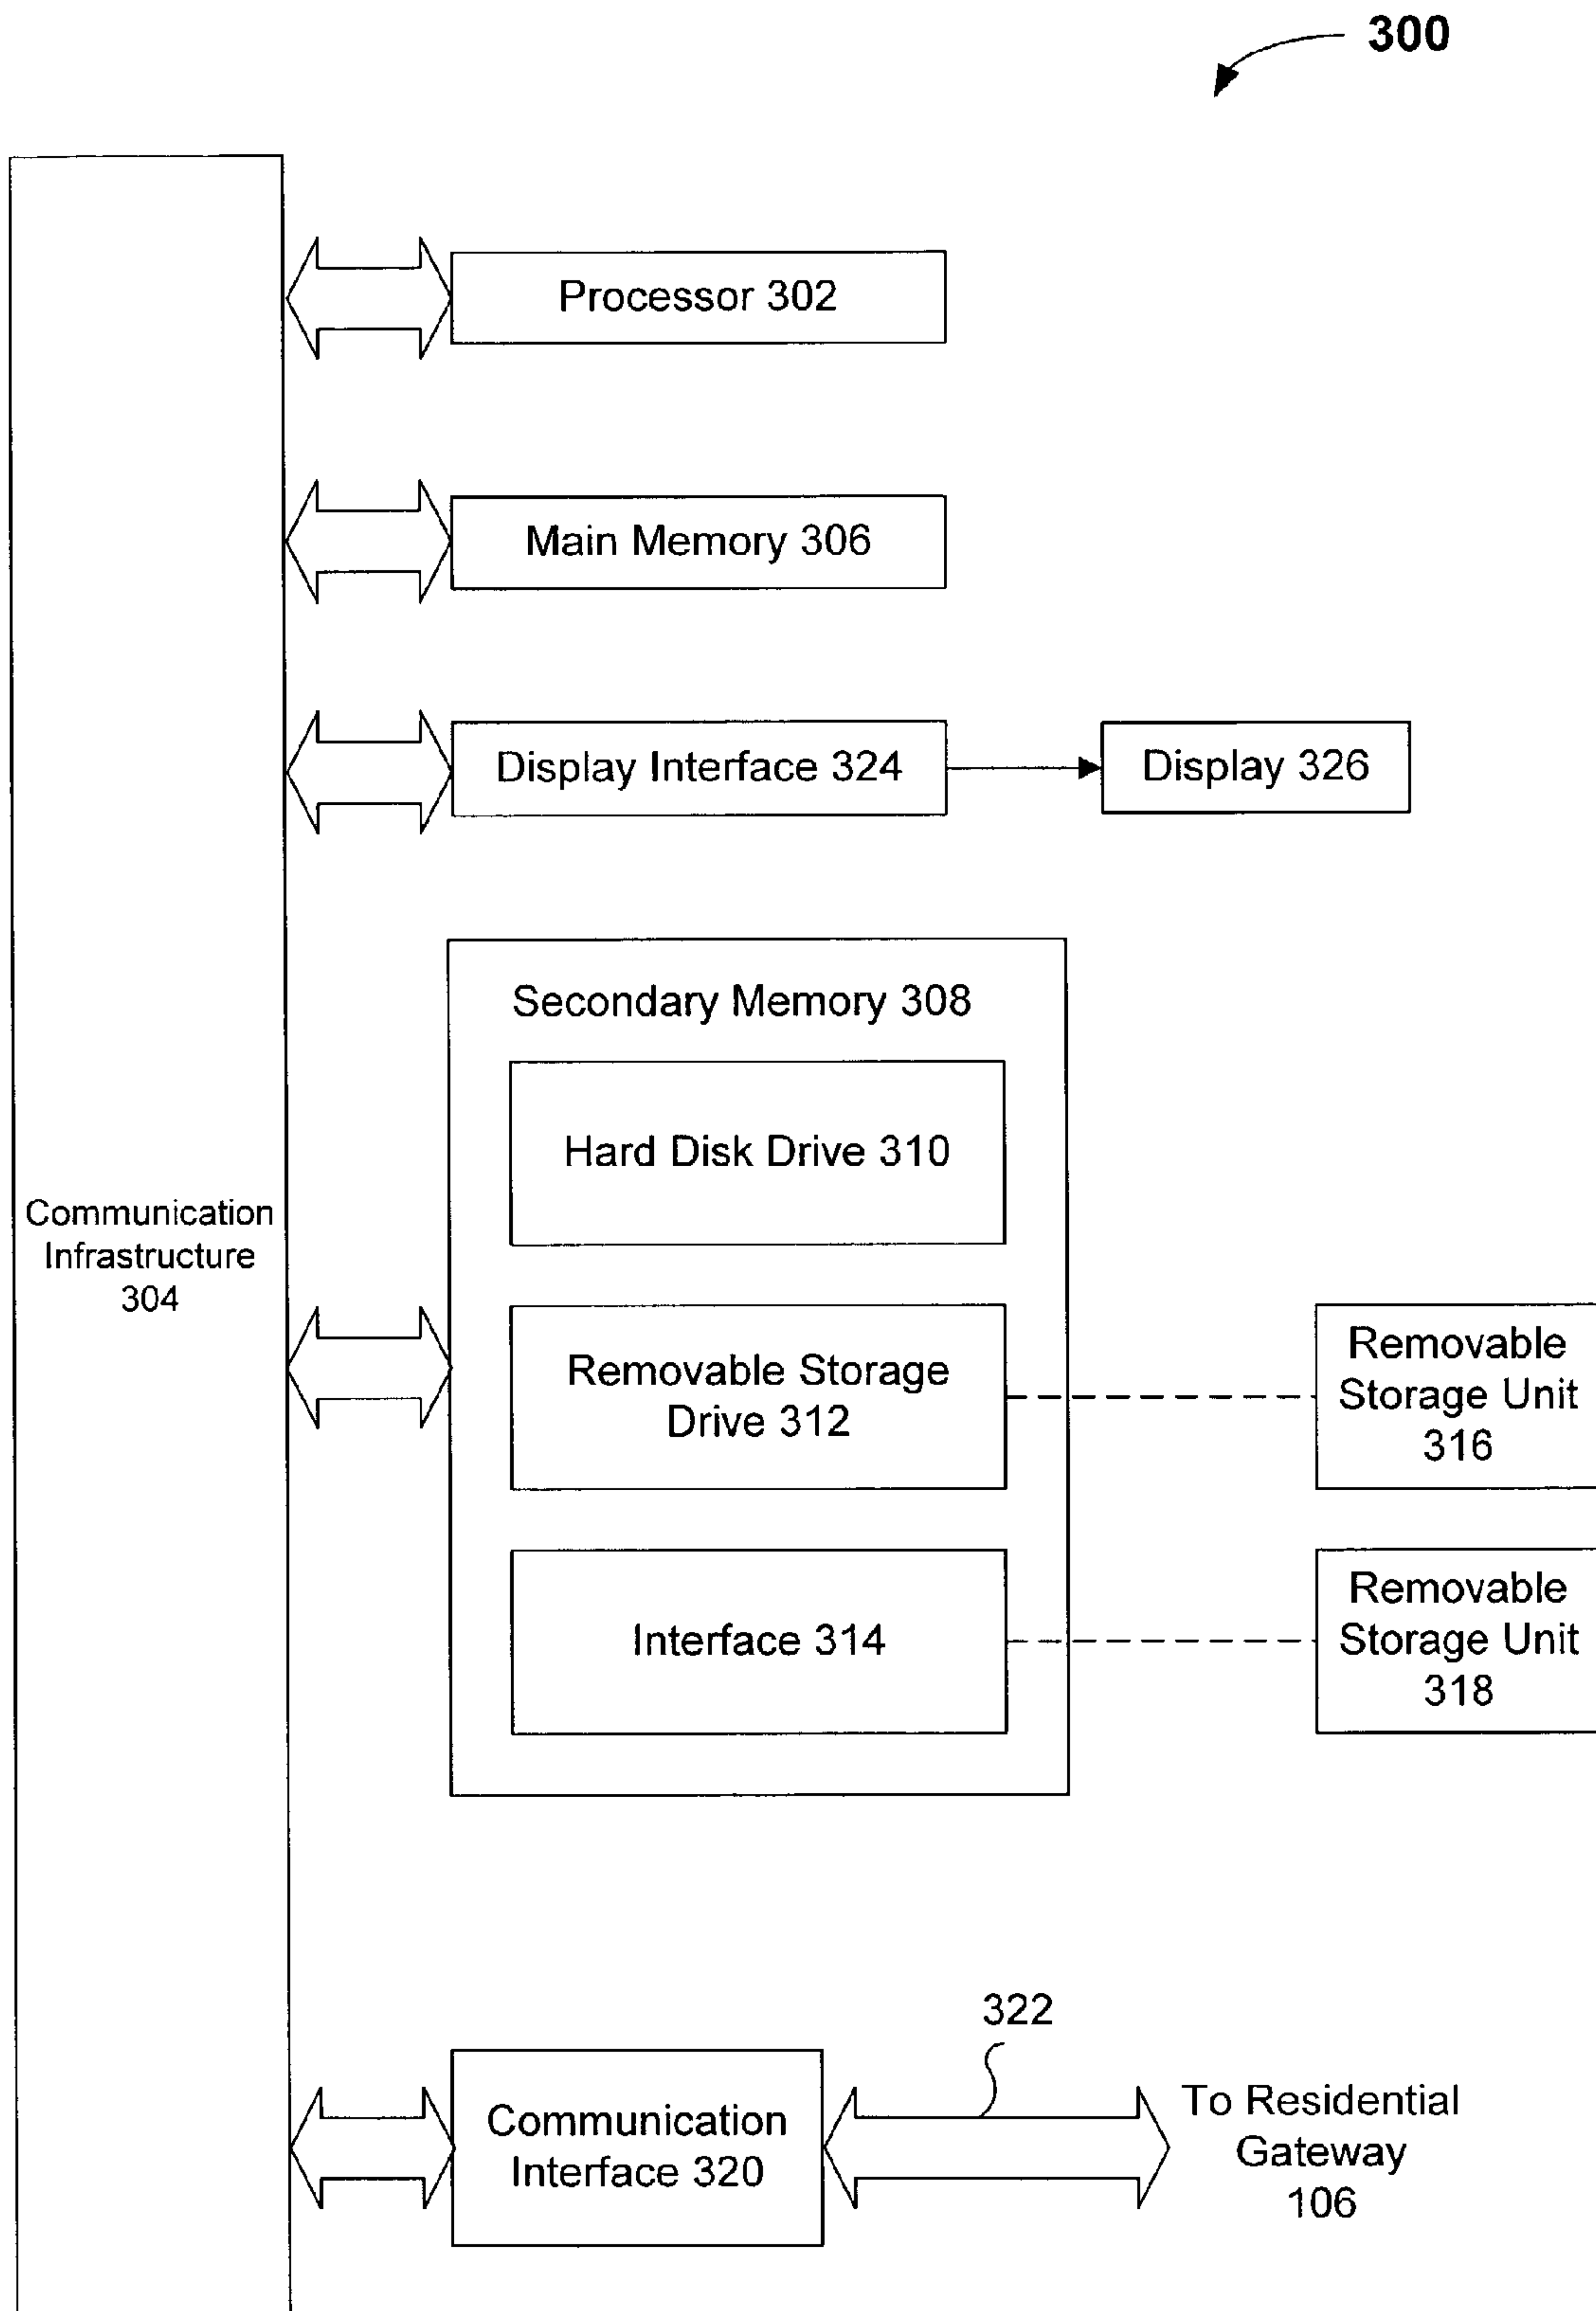 300
Processor 302
Main Memory 306
Display Interface 324
Display 326
Secondary Memory 308
Hard Disk Drive 310
Communication
Infrastructure
304
Removable Storage
Drive 312
Removable
Storage Unit
316
Interface 314
Removable
Storage Unit
318
322
Communication
Interface 320
To Residential
Gateway
106